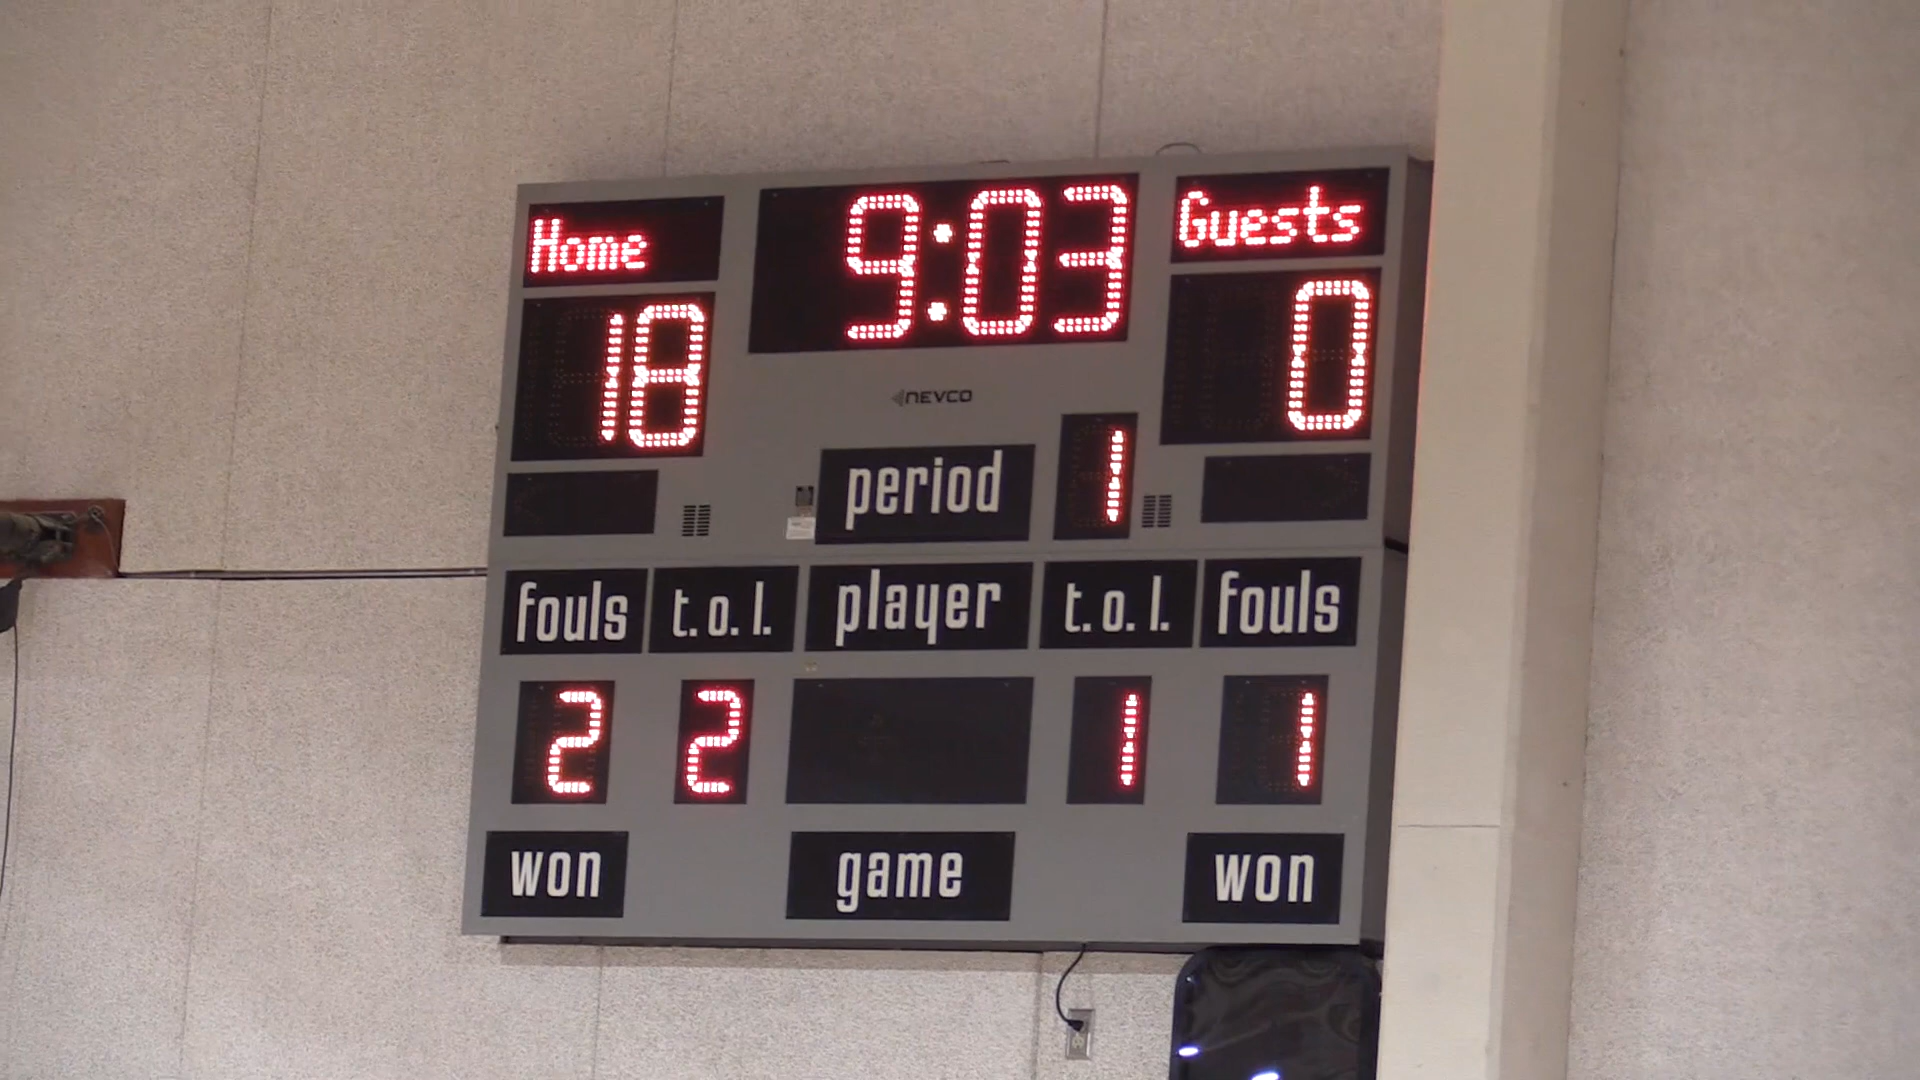 Home 9:03 Guests
18 0
NEVCO
period 1
fouls t.o.l. player t.o.l. fouls
2 2 1 1
won game won